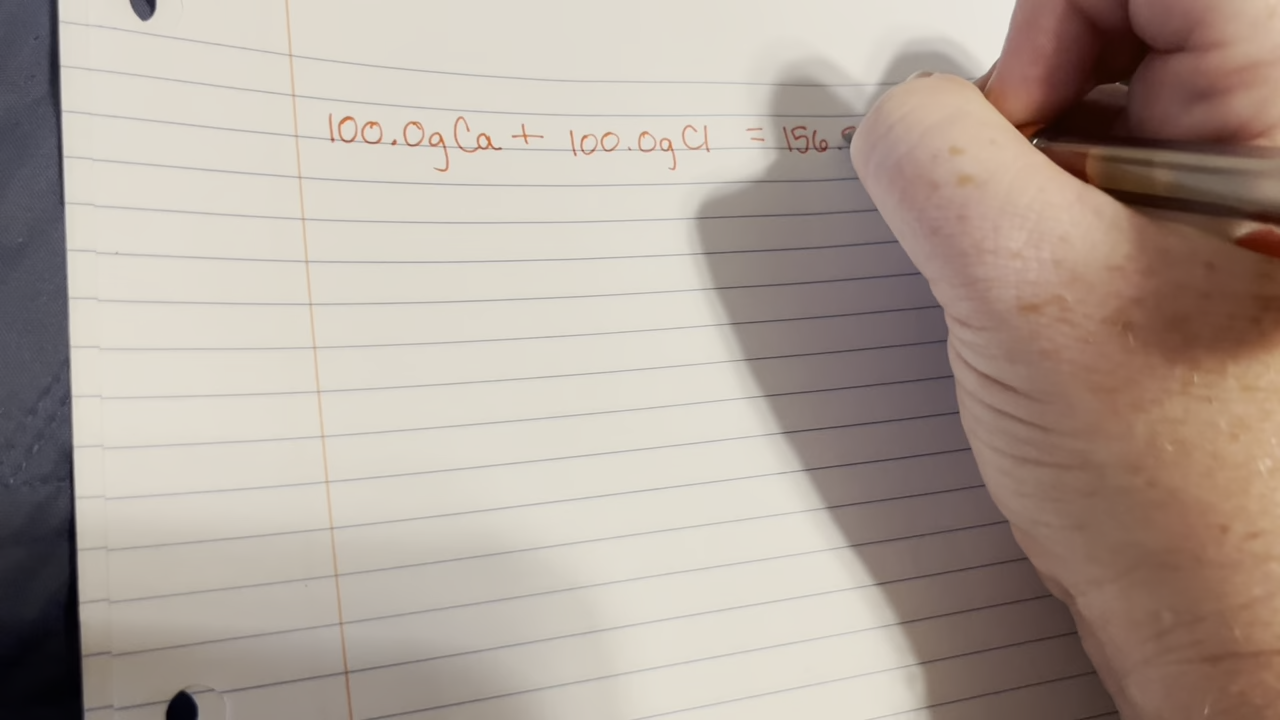 100.0g Ca + 100.0g Cl = 156.